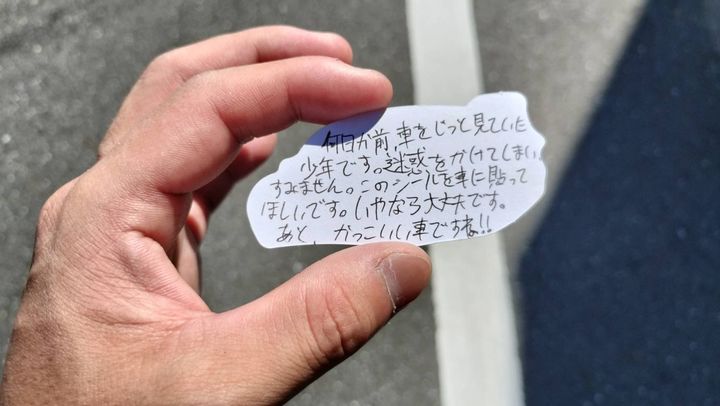 何日か前,車をじっと見ていた
少年です。迷惑をかけてしまい、
すみません。このシールを車に貼って
ほしいです。いやなら大丈夫です。
あと、かっこいい車ですね!!